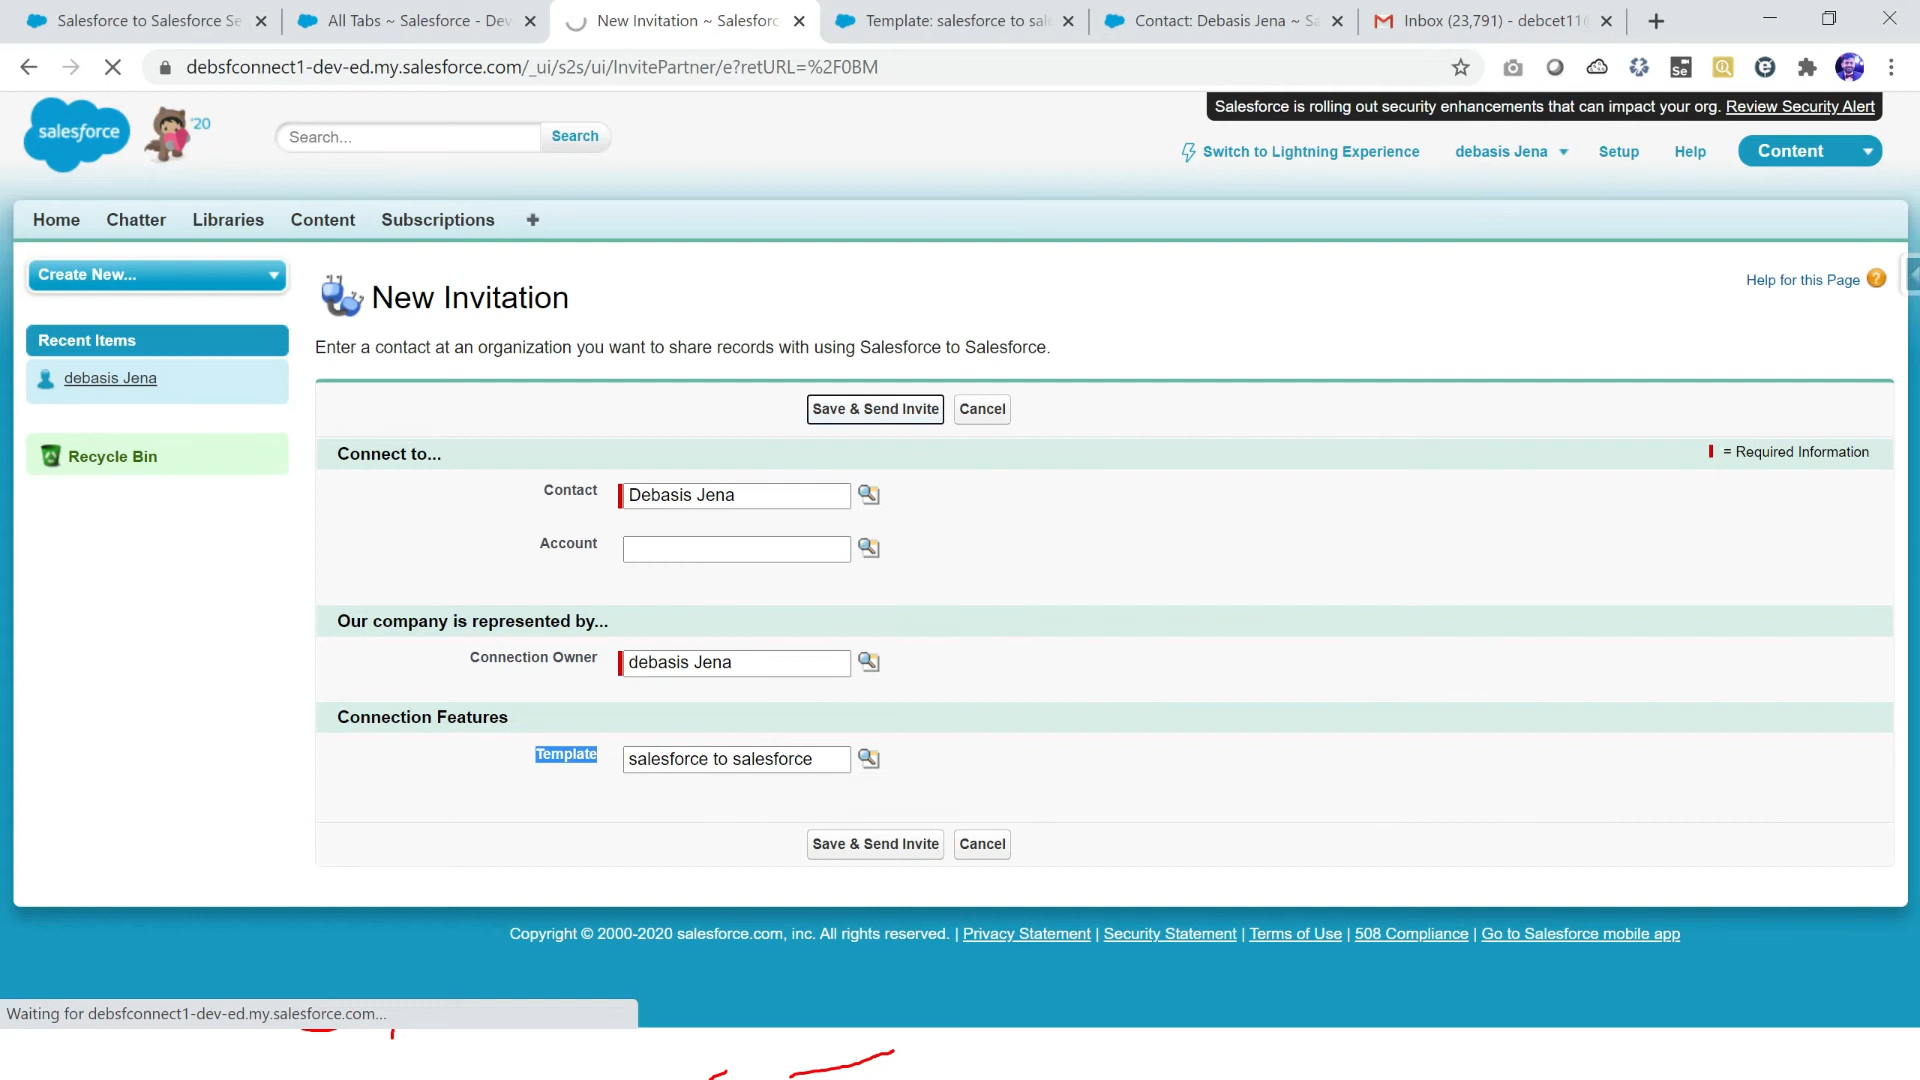 Salesforce to Salesforce Se
All Tabs ~ Salesforce - Dev
New Invitation ~ Salesforc
Template: salesforce to sale
Contact: Debasis Jena ~ Sa
Inbox (23,791) - debcet11@
debsfconnect1-dev-ed.my.salesforce.com/_ui/s2s/ui/InvitePartner/e?retURL=%2F0BM
Salesforce is rolling out security enhancements that can impact your org. Review Security Alert
salesforce
'20
Search...
Search
Switch to Lightning Experience
debasis Jena
Setup
Help
Content
Home
Chatter
Libraries
Content
Subscriptions
Create New...
Recent Items
debasis Jena
Recycle Bin
New Invitation
Help for this Page
Enter a contact at an organization you want to share records with using Salesforce to Salesforce.
Save & Send Invite
Cancel
Connect to...
= Required Information
Contact
Debasis Jena
Account
Our company is represented by...
Connection Owner
debasis Jena
Connection Features
Template
salesforce to salesforce
Save & Send Invite
Cancel
Copyright © 2000-2020 salesforce.com, inc. All rights reserved. | Privacy Statement | Security Statement | Terms of Use | 508 Compliance | Go to Salesforce mobile app
Waiting for debsfconnect1-dev-ed.my.salesforce.com...